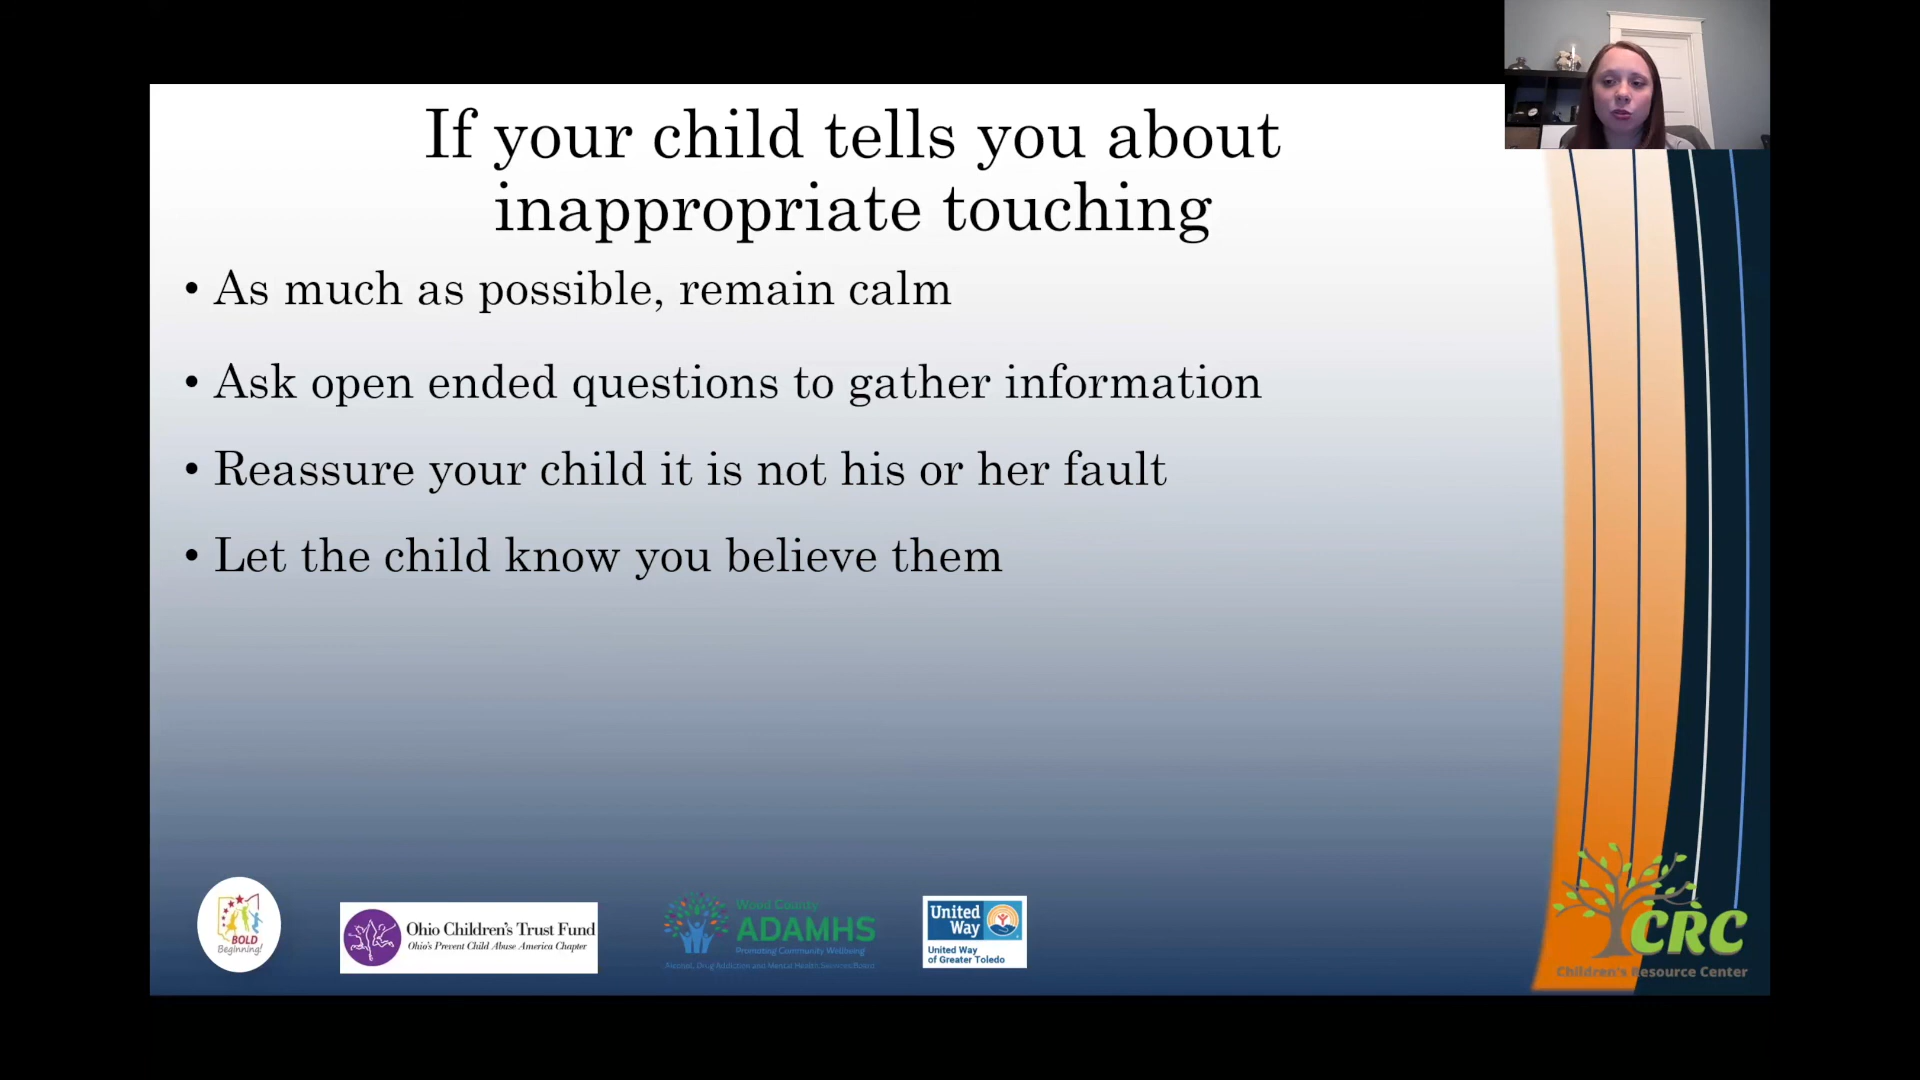 If your child tells you about
inappropriate touching
• As much as possible, remain calm
• Ask open ended questions to gather information
• Reassure your child it is not his or her fault
• Let the child know you believe them
BOLD
Beginning!
Ohio Children's Trust Fund
Ohio's Prevent Child Abuse America Chapter
Wood County
ADAMHS
Promoting Community Wellbeing
Alcohol, Drug Addiction and Mental Health Services Board
United
Way
United Way
of Greater Toledo
CRC
Children's Resource Center